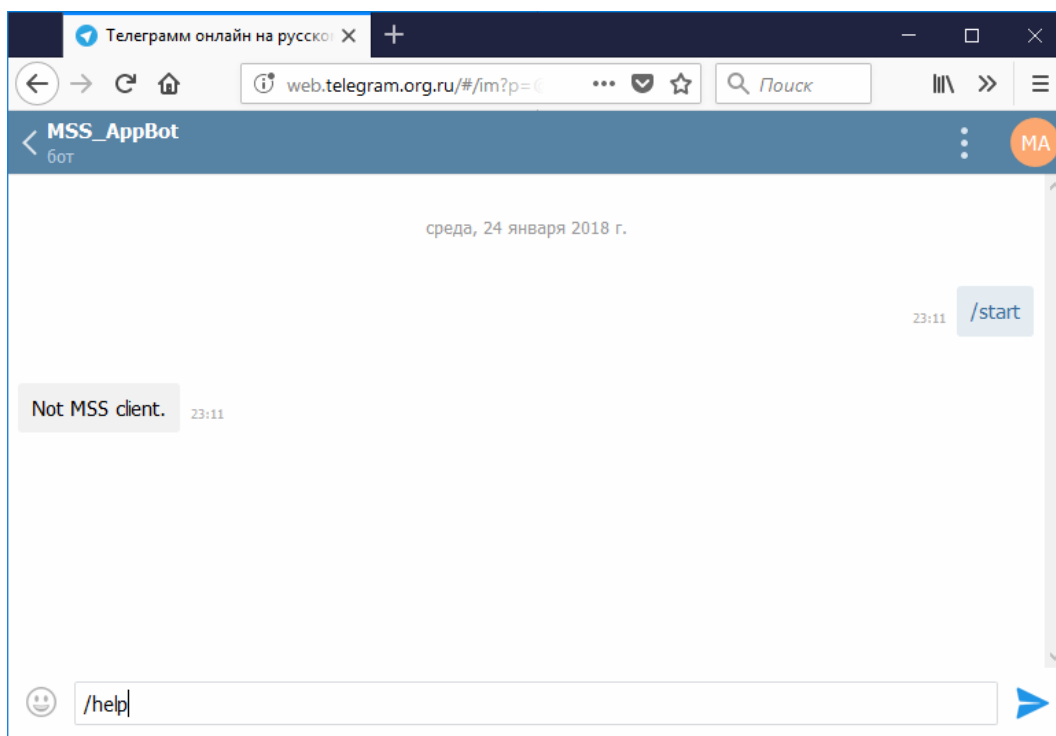 Телеграмм онлайн на русско
web.telegram.org.ru/#/im?p=
Поиск
MSS_AppBot
бот
MA
среда, 24 января 2018 г.
23:11 /start
Not MSS client. 23:11
/help